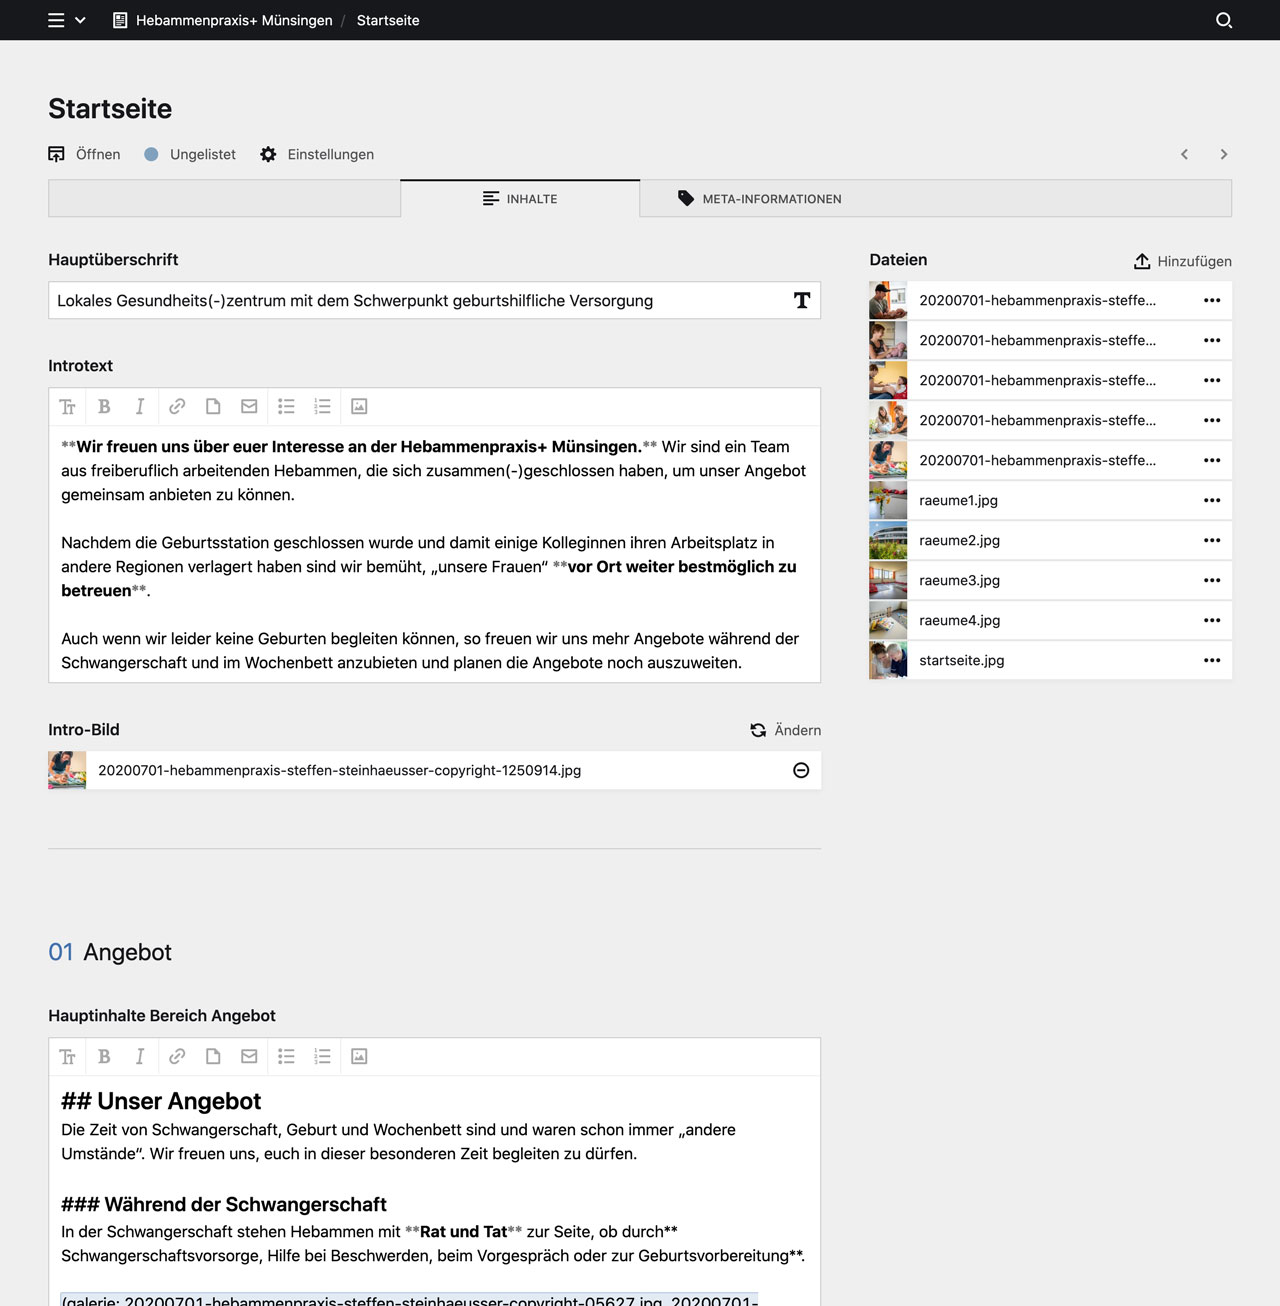 Hebammenpraxis+ Münsingen / Startseite
Startseite
Öffnen Ungelistet Einstellungen
INHALTE META-INFORMATIONEN
Hauptüberschrift
Lokales Gesundheits(-)zentrum mit dem Schwerpunkt geburtshilfliche Versorgung
Introtext
**Wir freuen uns über euer Interesse an der Hebammenpraxis+ Münsingen.** Wir sind ein Team
aus freiberuflich arbeitenden Hebammen, die sich zusammen(-)geschlossen haben, um unser Angebot
gemeinsam anbieten zu können.
Nachdem die Geburtsstation geschlossen wurde und damit einige Kolleginnen ihren Arbeitsplatz in
andere Regionen verlagert haben sind wir bemüht, „unsere Frauen“ **vor Ort weiter bestmöglich zu
betreuen**.
Auch wenn wir leider keine Geburten begleiten können, so freuen wir uns mehr Angebote während der
Schwangerschaft und im Wochenbett anzubieten und planen die Angebote noch auszuweiten.
Intro-Bild Ändern
20200701-hebammenpraxis-steffen-steinhaeusser-copyright-1250914.jpg
Dateien Hinzufügen
20200701-hebammenpraxis-steffe...
20200701-hebammenpraxis-steffe...
20200701-hebammenpraxis-steffe...
20200701-hebammenpraxis-steffe...
20200701-hebammenpraxis-steffe...
raeume1.jpg
raeume2.jpg
raeume3.jpg
raeume4.jpg
startseite.jpg
01 Angebot
Hauptinhalte Bereich Angebot
## Unser Angebot
Die Zeit von Schwangerschaft, Geburt und Wochenbett sind und waren schon immer „andere
Umstände“. Wir freuen uns, euch in dieser besonderen Zeit begleiten zu dürfen.
### Während der Schwangerschaft
In der Schwangerschaft stehen Hebammen mit **Rat und Tat** zur Seite, ob durch**
Schwangerschaftsvorsorge, Hilfe bei Beschwerden, beim Vorgespräch oder zur Geburtsvorbereitung**.
(galerie: 20200701-hebammenpraxis-steffen-steinhaeusser-copyright-05627.jpg, 20200701-